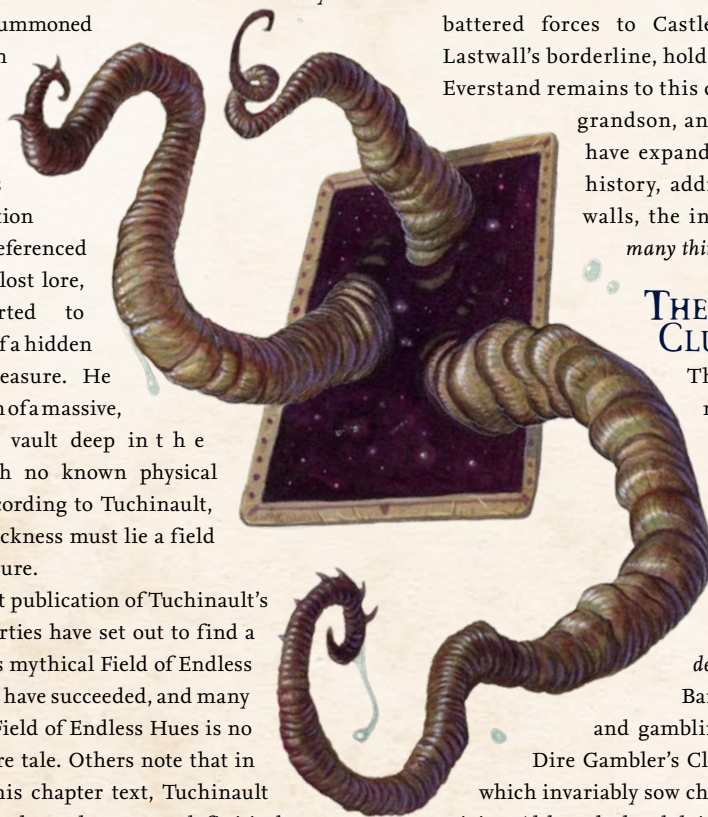 ummoned
n
s
ion
eferenced
lost lore,
rted to
f a hidden
easure. He
n of a massive,
vault deep in t h e
h no known physical
cording to Tuchinault,
ckness must lie a field
ure.
t publication of Tuchinault's
rties have set out to find a
s mythical Field of Endless
have succeeded, and many
Field of Endless Hues is no
re tale. Others note that in
his chapter text, Tuchinault
battered forces to Castle
Lastwall's borderline, hold
Everstand remains to this
grandson, an
have expand
history, addi
walls, the in
many thi
THE
CLU
Th
r
de
Bar
and gamblin
Dire Gambler's Cl
which invariably sow ch